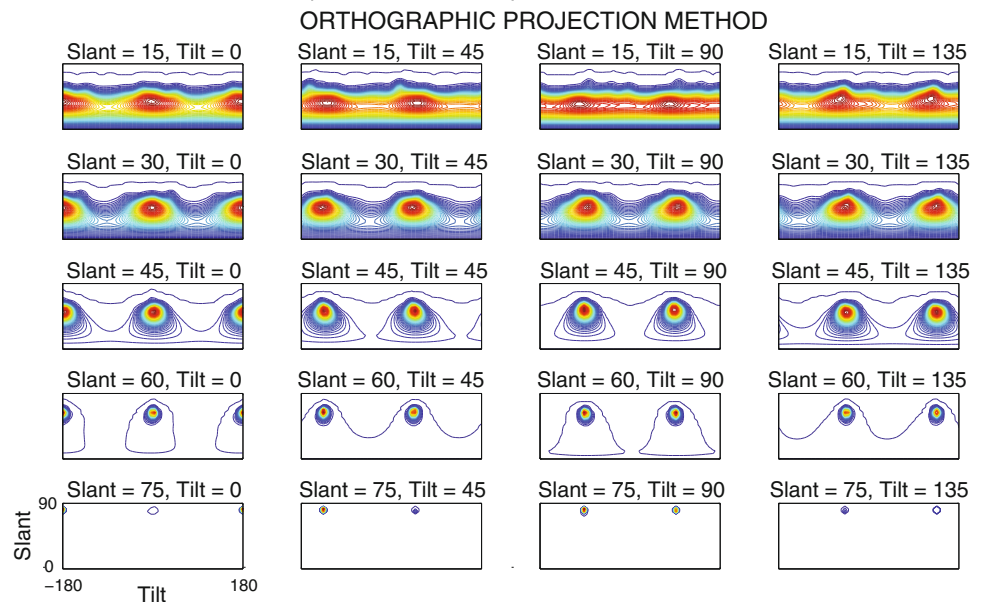 ORTHOGRAPHIC PROJECTION METHOD
Slant = 15, Tilt = 0
Slant = 15, Tilt = 45
Slant = 15, Tilt = 90
Slant = 15, Tilt = 135
Slant = 30, Tilt = 0
Slant = 30, Tilt = 45
Slant = 30, Tilt = 90
Slant = 30, Tilt = 135
Slant = 45, Tilt = 0
Slant = 45, Tilt = 45
Slant = 45, Tilt = 90
Slant = 45, Tilt = 135
Slant = 60, Tilt = 0
Slant = 60, Tilt = 45
Slant = 60, Tilt = 90
Slant = 60, Tilt = 135
Slant = 75, Tilt = 0
Slant = 75, Tilt = 45
Slant = 75, Tilt = 90
Slant = 75, Tilt = 135
90
Slant
0
−180
180
Tilt